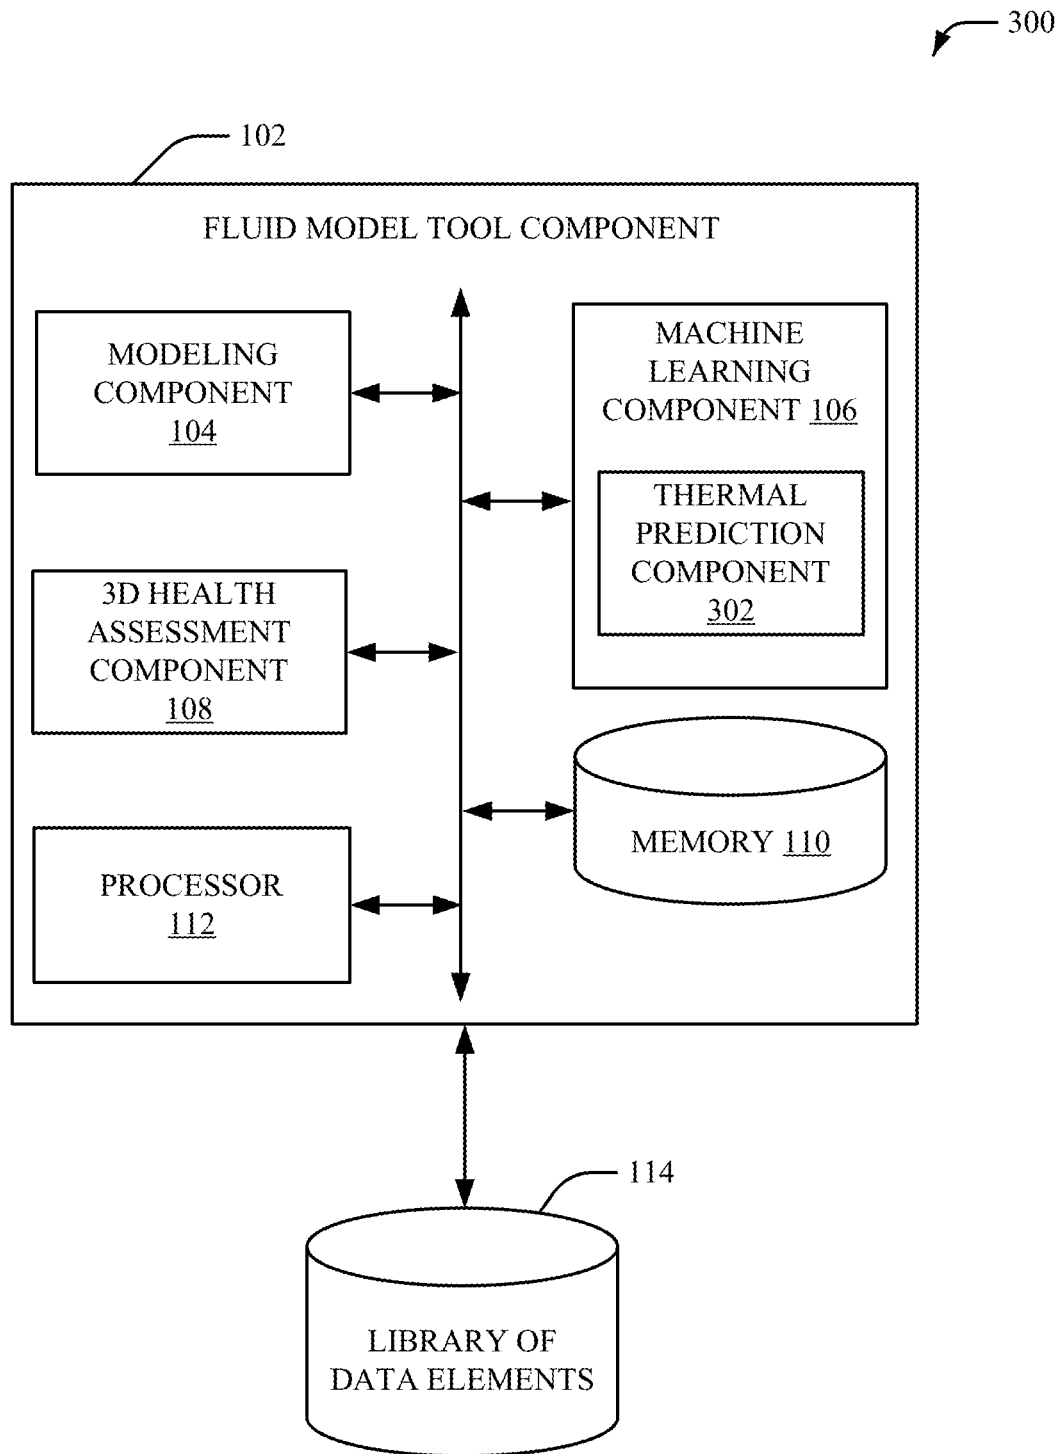 300
102
FLUID MODEL TOOL COMPONENT
MODELING
COMPONENT
104
MACHINE
LEARNING
COMPONENT 106
THERMAL
PREDICTION
COMPONENT
302
3D HEALTH
ASSESSMENT
COMPONENT
108
MEMORY 110
PROCESSOR
112
114
LIBRARY OF
DATA ELEMENTS